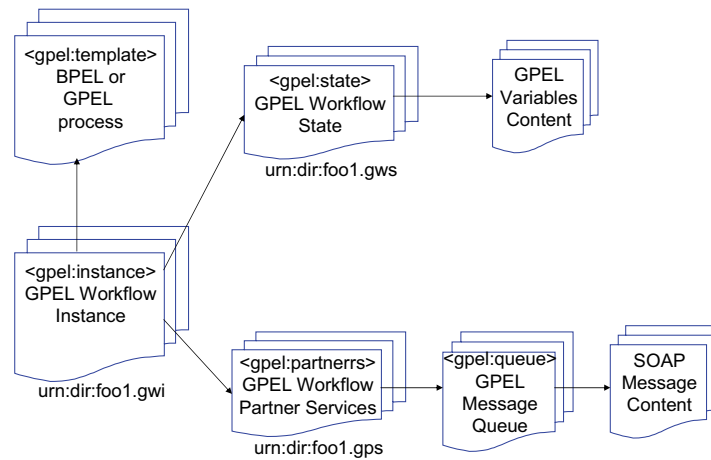 <gpel:template>
BPEL or
GPEL
process
<gpel:state>
GPEL Workflow
State
urn:dir:foo1.gws
GPEL
Variables
Content
<gpel:instance>
GPEL Workflow
Instance
urn:dir:foo1.gwi
<gpel:partnerrs>
GPEL Workflow
Partner Services
urn:dir:foo1.gps
<gpel:queue>
GPEL
Message
Queue
SOAP
Message
Content